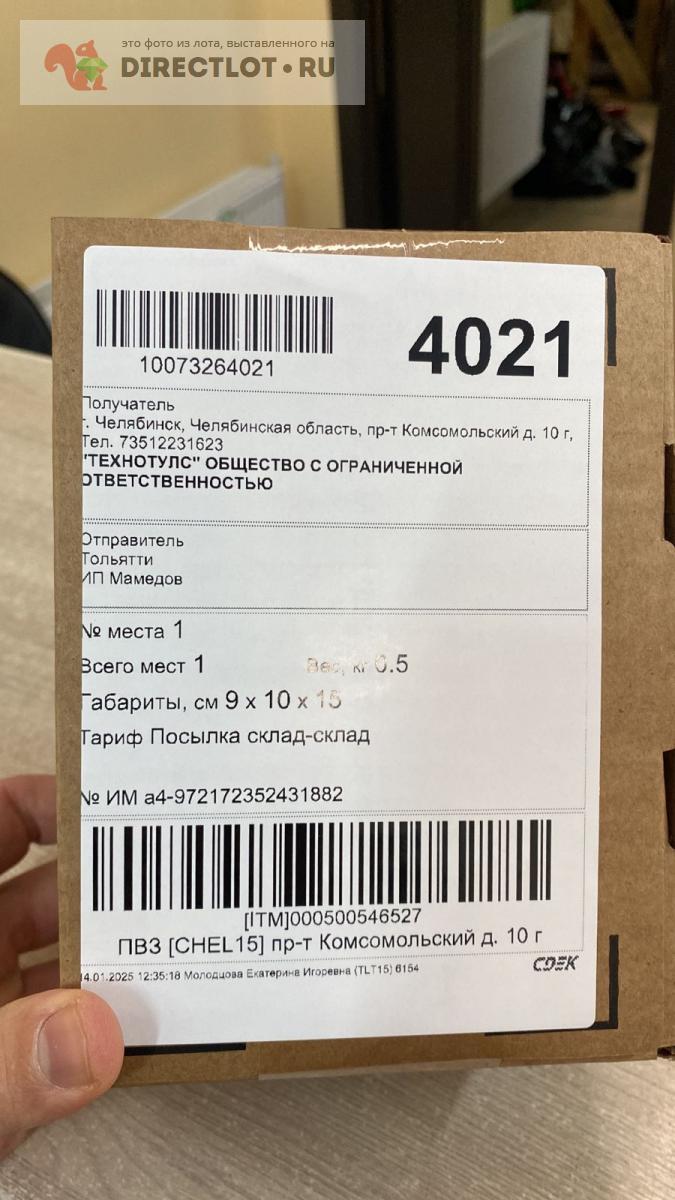 это фото из лота, выставленного на
DIRECTLOT•RU
10073264021
4021
Получатель
г. Челябинск, Челябинская область, пр-т Комсомольский д. 10 г,
Тел. 73512231623
"ТЕХНОТУЛС" ОБЩЕСТВО С ОГРАНИЧЕННОЙ
ОТВЕТСТВЕННОСТЬЮ
Отправитель
Тольятти
ИП Мамедов
№ места 1
Всего мест 1 Вес, кг 0.5
Габариты, см 9 x 10 x 15
Тариф Посылка склад-склад
№ ИМ a4-972172352431882
[ITM]000500546527
ПВЗ [CHEL15] пр-т Комсомольский д. 10 г
14.01.2025 12:35:18 Молодцова Екатерина Игоревна (TLT15) 6154
CDEK